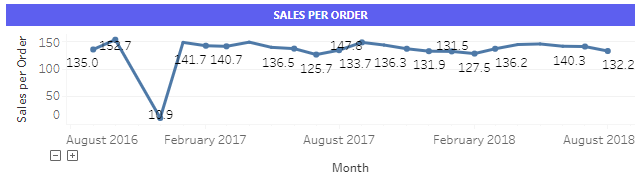 SALES PER ORDER
Sales per Order
150
100
50
0
135.0
152.7
10.9
141.7
140.7
136.5
125.7
147.8
133.7
136.3
131.9
131.5
127.5
136.2
140.3
132.2
August 2016
February 2017
August 2017
February 2018
August 2018
Month